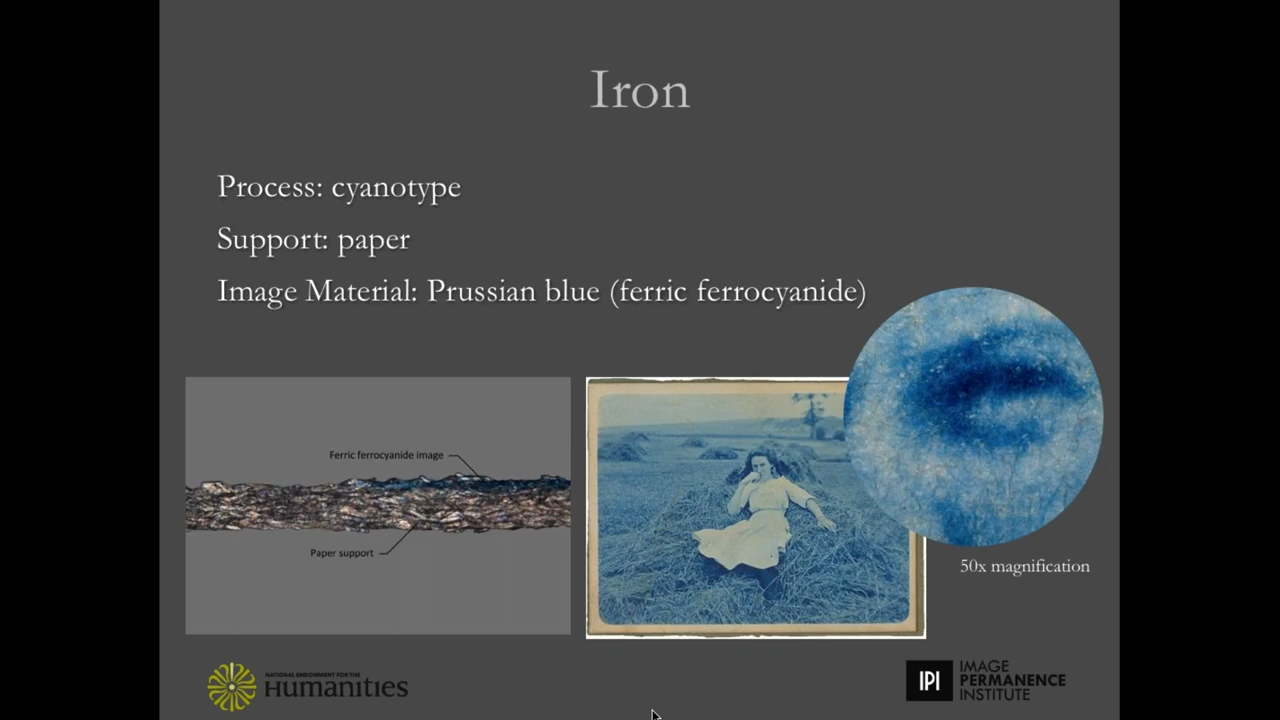 Iron
Process: cyanotype
Support: paper
Image Material: Prussian blue (ferric ferrocyanide)
Ferric ferrocyanide image
Paper support
50x magnification
NATIONAL ENDOWMENT FOR THE
Humanities
IPI
IMAGE
PERMANENCE
INSTITUTE